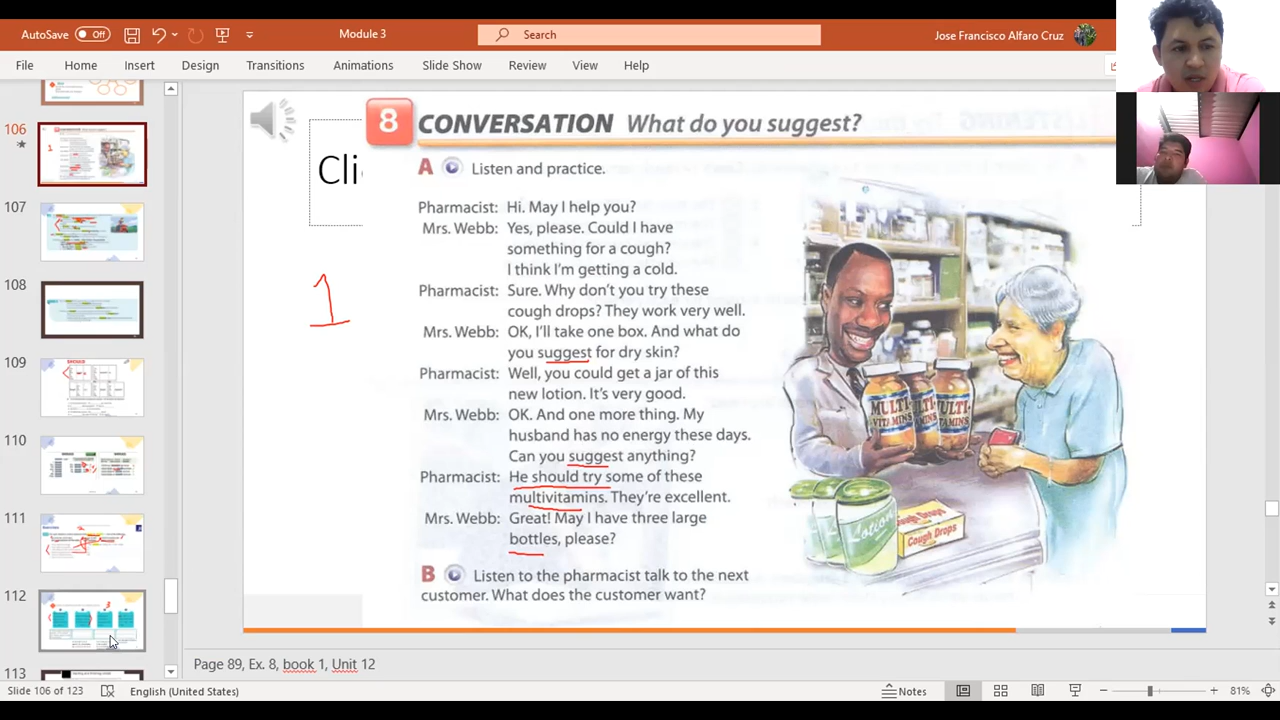 AutoSave Off
Module 3
Search
Jose Francisco Alfaro Cruz
File Home Insert Design Transitions Animations Slide Show Review View Help
106
107
108
109
110
111
112
113
Cli
1
8 CONVERSATION What do you suggest?
A Listen and practice.
Pharmacist: Hi. May I help you?
Mrs. Webb: Yes, please. Could I have
something for a cough?
I think I'm getting a cold.
Pharmacist: Sure. Why don't you try these
cough drops? They work very well.
Mrs. Webb: OK, I'll take one box. And what do
you suggest for dry skin?
Pharmacist: Well, you could get a jar of this
new lotion. It's very good.
Mrs. Webb: OK. And one more thing. My
husband has no energy these days.
Can you suggest anything?
Pharmacist: He should try some of these
multivitamins. They're excellent.
Mrs. Webb: Great! May I have three large
bottles, please?
B Listen to the pharmacist talk to the next
customer. What does the customer want?
MULTI-
VITAMINS
MULTI-
VITAMINS
Lotion
Cough Drops
Cough Drops
Page 89, Ex. 8, book 1, Unit 12
Slide 106 of 123
English (United States)
Notes
81%